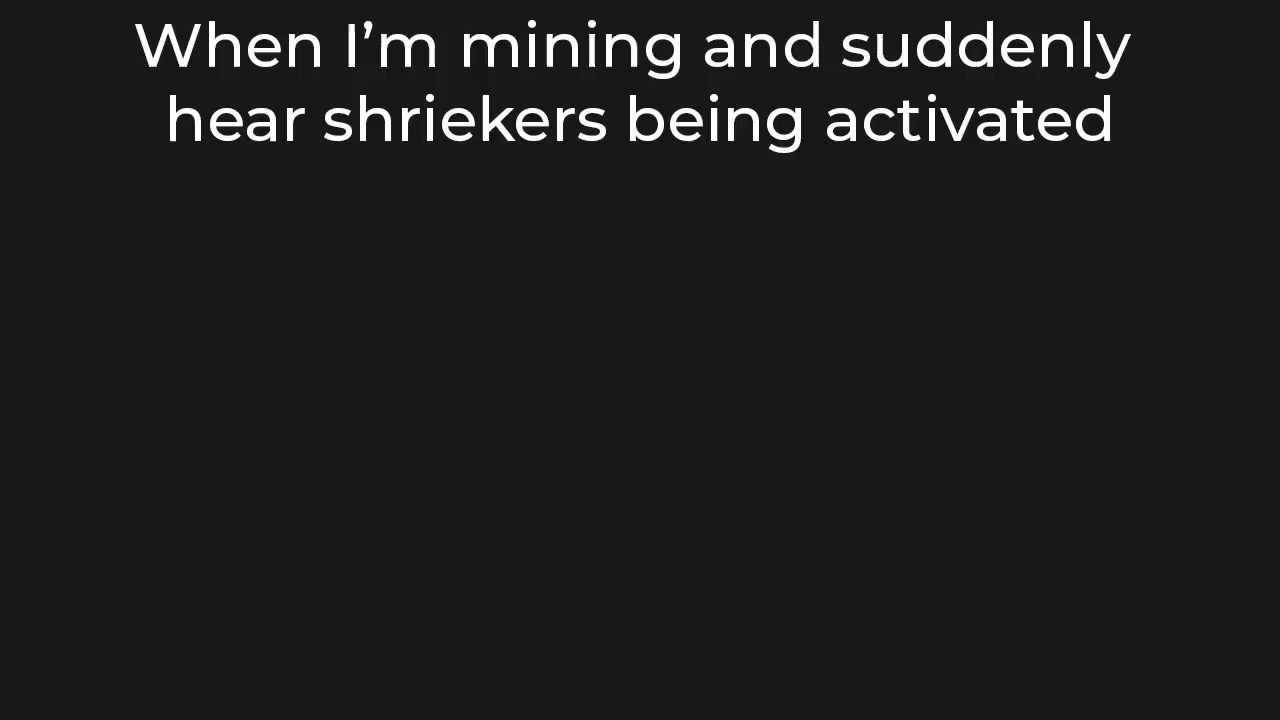 When I’m mining and suddenly
hear shriekers being activated